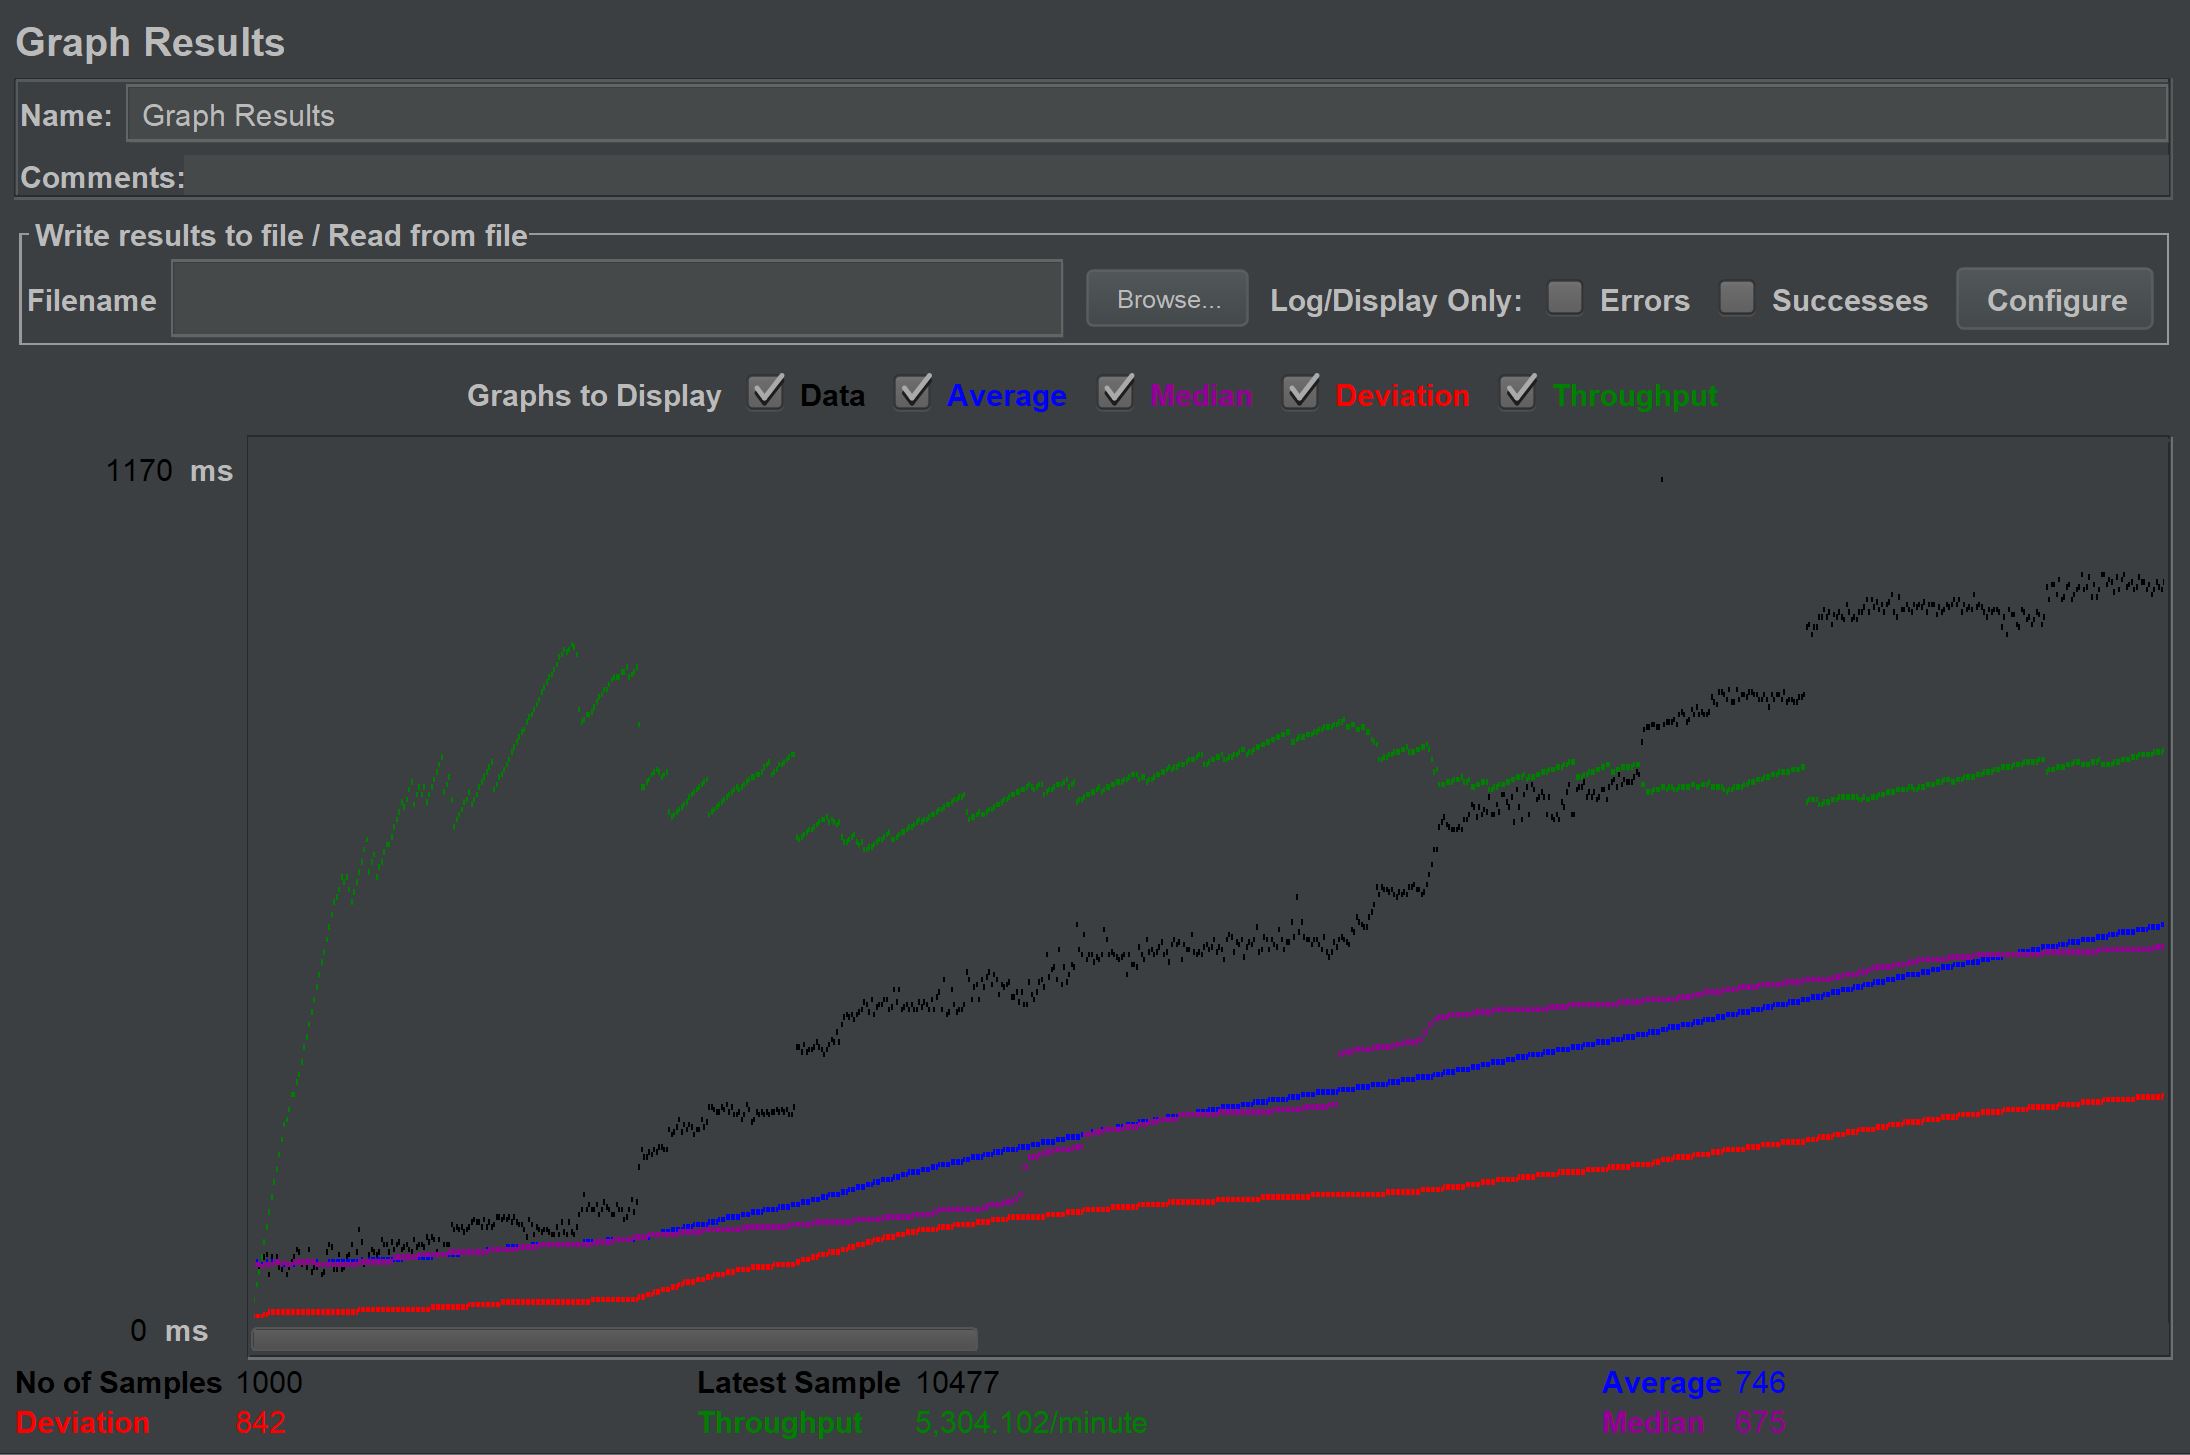 Graph Results
Name: Graph Results
Comments:
Write results to file / Read from file
Filename Browse... Log/Display Only: Errors Successes Configure
Graphs to Display Data Average Median Deviation Throughput
1170 ms
0 ms
No of Samples 1000 Latest Sample 10477 Average 746
Deviation 842 Throughput 5,304.102/minute Median 675